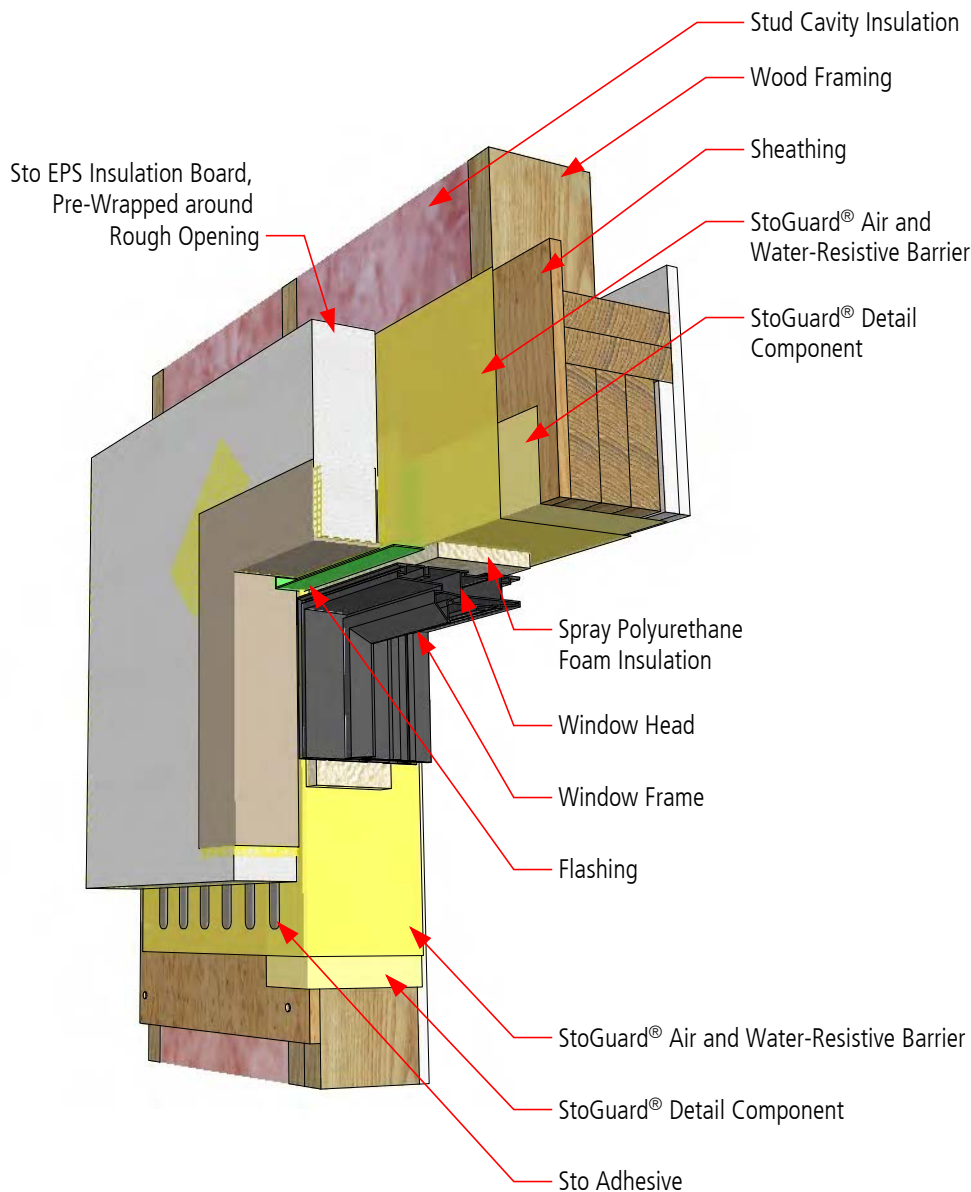 Stud Cavity Insulation
Wood Framing
Sheathing
Sto EPS Insulation Board,
Pre-Wrapped around
Rough Opening
StoGuard® Air and
Water-Resistive Barrier
StoGuard® Detail
Component
Spray Polyurethane
Foam Insulation
Window Head
Window Frame
Flashing
StoGuard® Air and Water-Resistive Barrier
StoGuard® Detail Component
Sto Adhesive